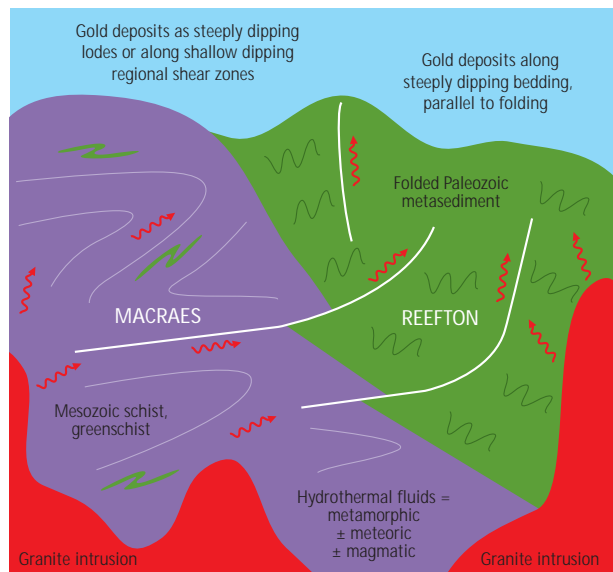 Gold deposits as steeply dipping
lodes or along shallow dipping
regional shear zones
Gold deposits along
steeply dipping bedding,
parallel to folding
Folded Paleozoic
metasediment
MACRAES
REEFTON
Mesozoic schist,
greenschist
Hydrothermal fluids =
metamorphic
± meteoric
± magmatic
Granite intrusion
Granite intrusion